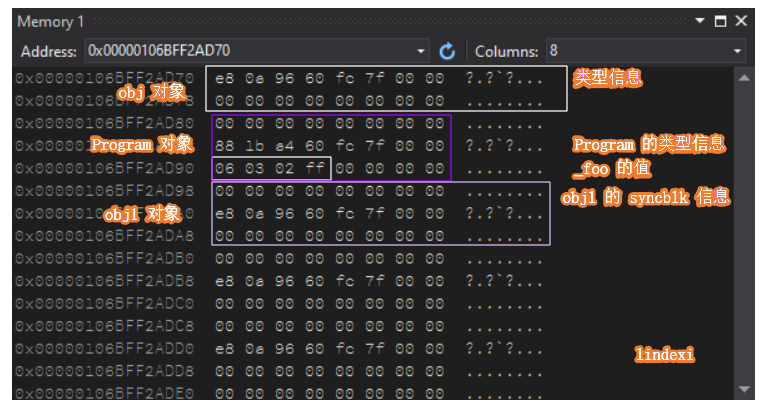 Memory 1
Address: 0x00000106BFF2AD70 Columns: 8
0x00000106BFF2AD70 e8 0a 96 60 fc 7f 00 00 ?.?`?... 类型信息
obj 对象 00 00 00 00 00 00 00 00 ........
0x00000106BFF2AD80 00 00 00 00 00 00 00 00 ........
Program 对象 88 1b a4 60 fc 7f 00 00 ?.?`?... Program 的类型信息
0x00000106BFF2AD90 06 03 02 ff 00 00 00 00 ........ _foo 的值
0x00000106BFF2AD98 00 00 00 00 00 00 00 00 ........ obj1 的 syncblk 信息
obj1 对象 e8 0a 96 60 fc 7f 00 00 ?.?`?...
0x00000106BFF2ADA8 00 00 00 00 00 00 00 00 ........
0x00000106BFF2ADB0 00 00 00 00 00 00 00 00 ........
0x00000106BFF2ADB8 e8 0a 96 60 fc 7f 00 00 ?.?`?...
0x00000106BFF2ADC0 00 00 00 00 00 00 00 00 ........
0x00000106BFF2ADC8 00 00 00 00 00 00 00 00 ........
0x00000106BFF2ADD0 e8 0a 96 60 fc 7f 00 00 ?.?`?... lindexi
0x00000106BFF2ADD8 00 00 00 00 00 00 00 00 ........
0x00000106BFF2ADE0 00 00 00 00 00 00 00 00 ........